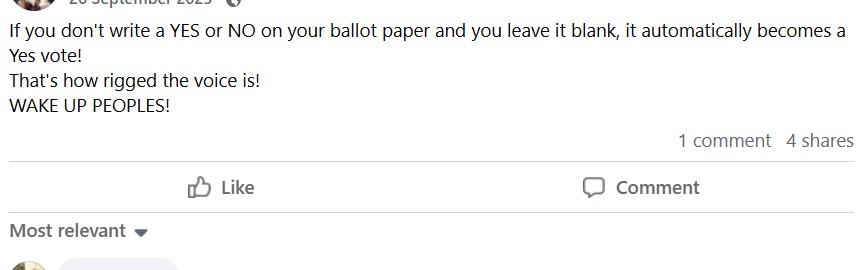 26 September 2023
If you don't write a YES or NO on your ballot paper and you leave it blank, it automatically becomes a
Yes vote!
That's how rigged the voice is!
WAKE UP PEOPLES!
1 comment 4 shares
Like Comment
Most relevant